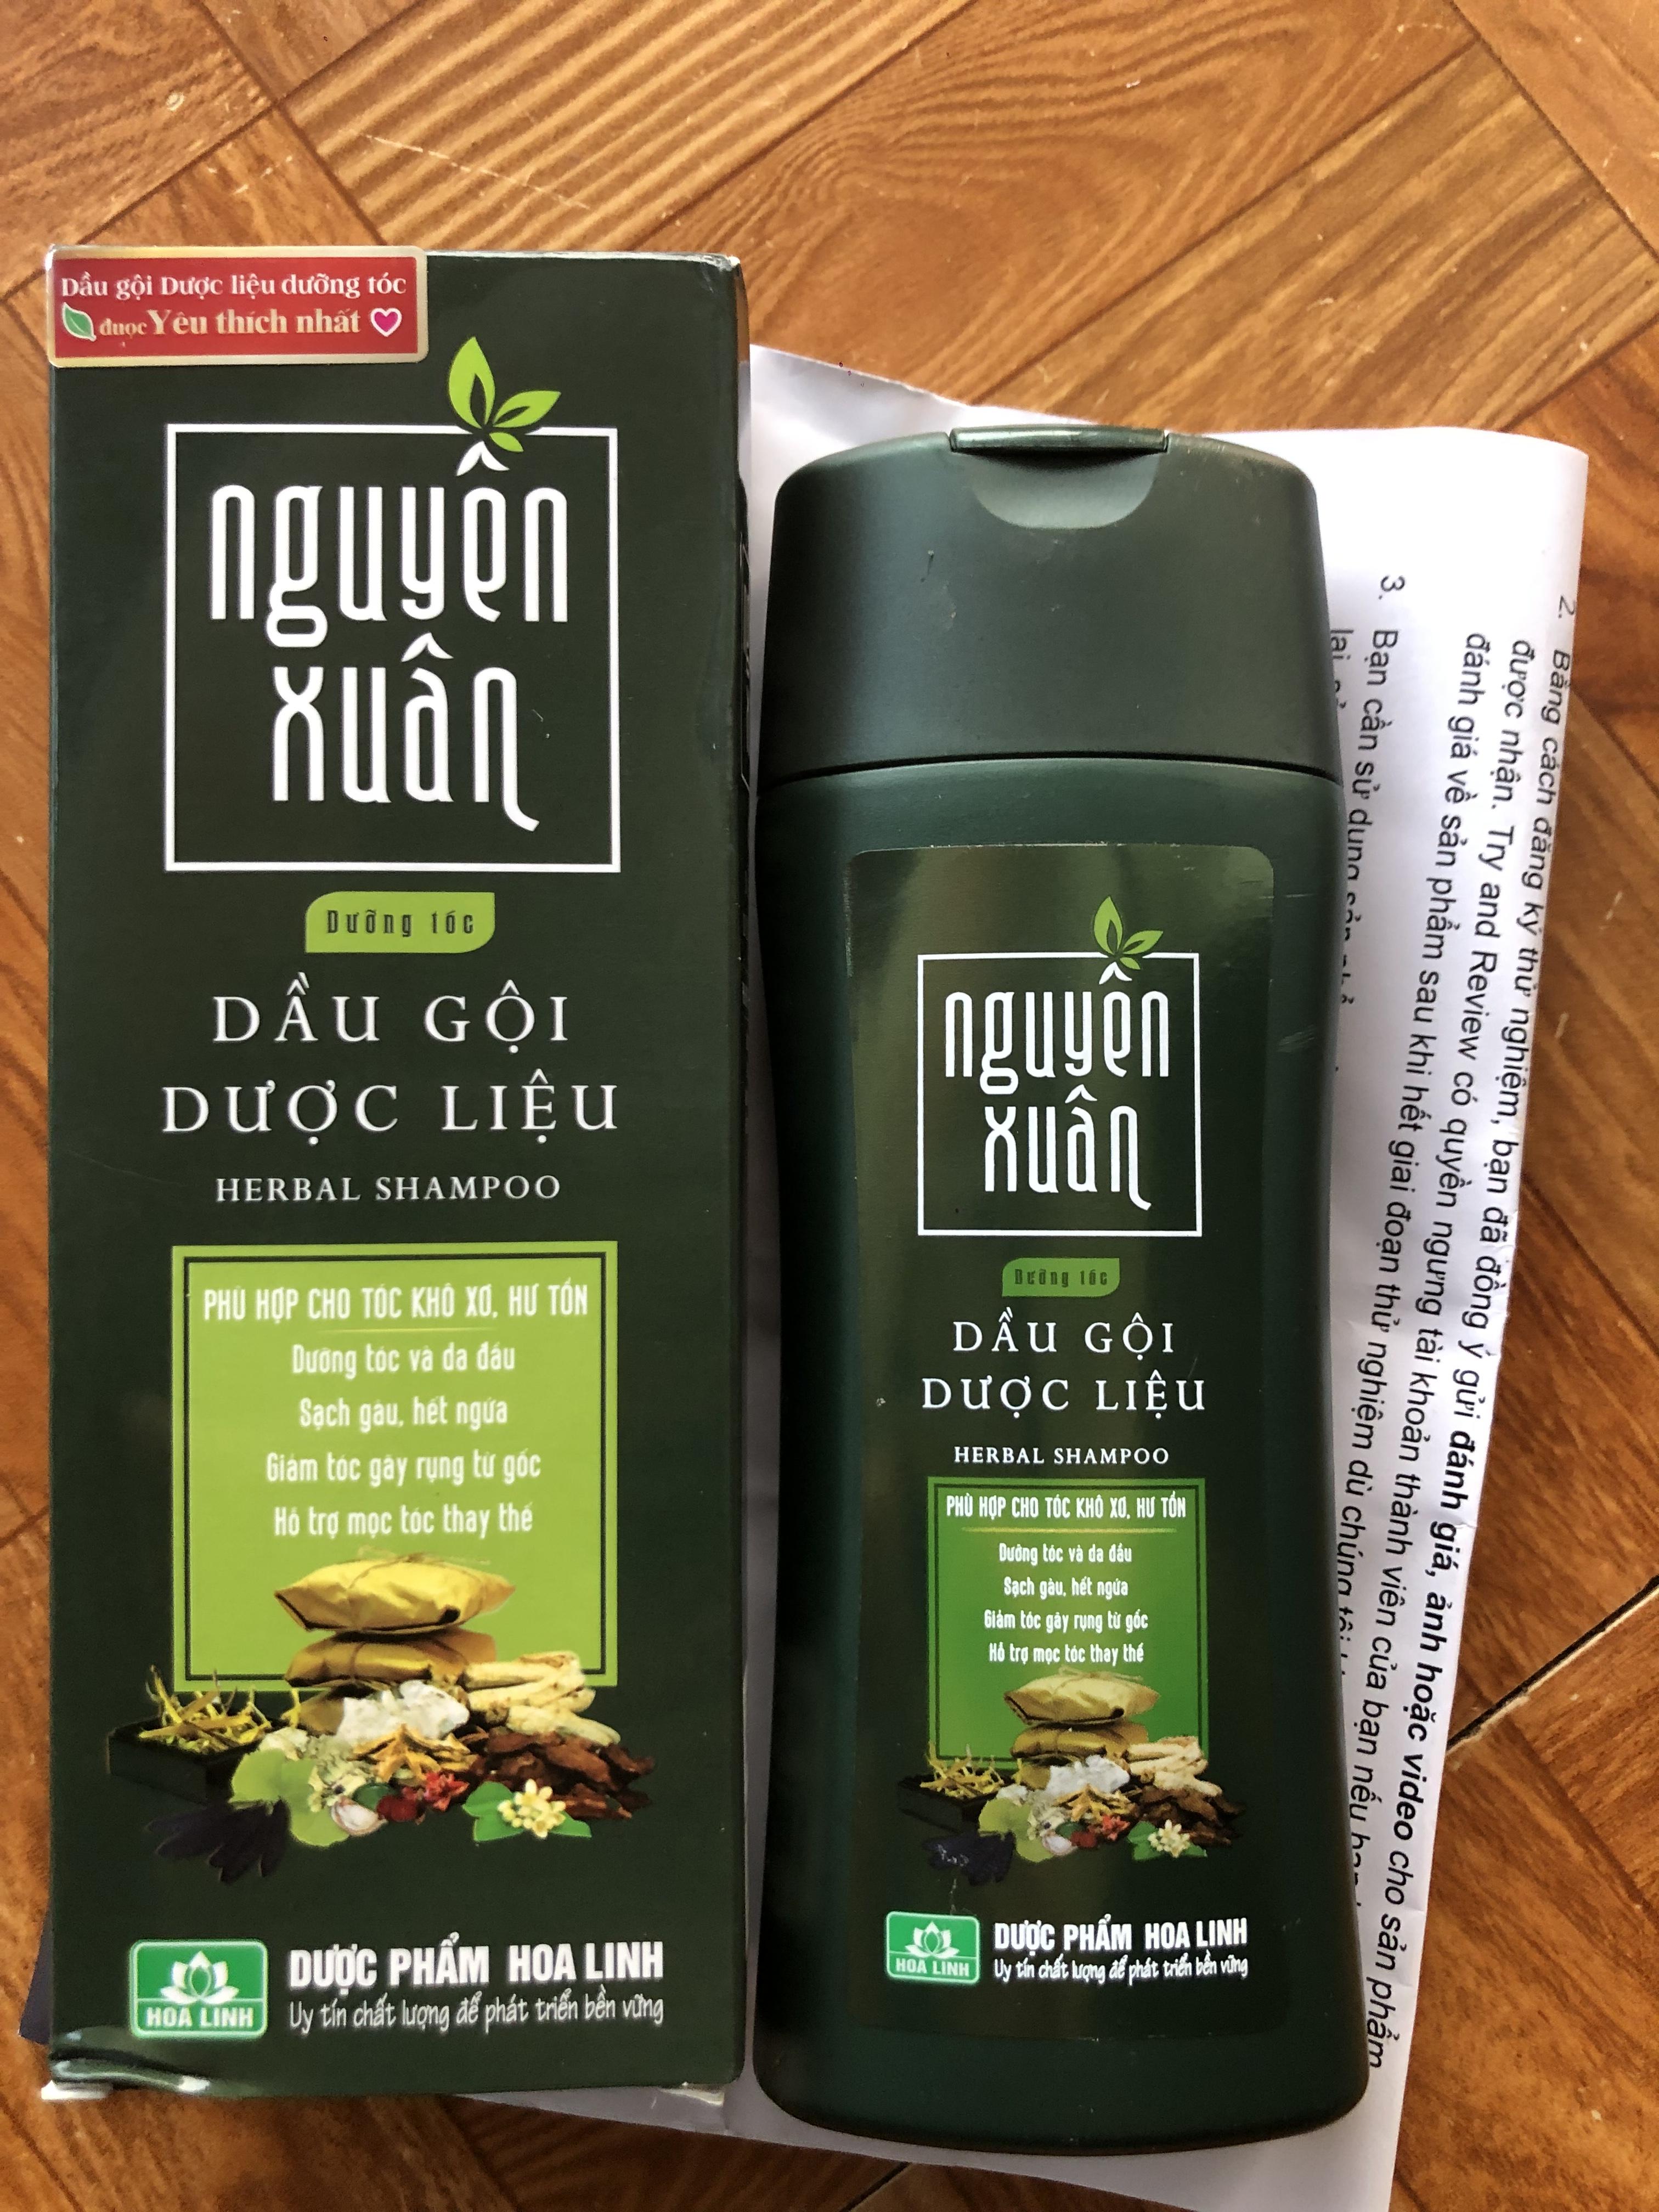 Dầu gội Dược liệu dưỡng tóc
được Yêu thích nhất
nguyên
xuân
Dưỡng tóc
DẦU GỘI
DƯỢC LIỆU
HERBAL SHAMPOO
PHÙ HỢP CHO TÓC KHÔ XƠ, HƯ TỔN
Dưỡng tóc và da đầu
Sạch gàu, hết ngứa
Giảm tóc gãy rụng từ gốc
Hỗ trợ mọc tóc thay thế
HOA LINH
DƯỢC PHẨM HOA LINH
Uy tín chất lượng để phát triển bền vững
nguyên
xuân
Dưỡng tóc
DẦU GỘI
DƯỢC LIỆU
HERBAL SHAMPOO
PHÙ HỢP CHO TÓC KHÔ XƠ, HƯ TỔN
Dưỡng tóc và da đầu
Sạch gàu, hết ngứa
Giảm tóc gãy rụng từ gốc
Hỗ trợ mọc tóc thay thế
HOA LINH
DƯỢC PHẨM HOA LINH
Uy tín chất lượng để phát triển bền vững
2. Bằng cách đăng ký thử nghiệm, bạn đã đồng ý gửi đánh giá, ảnh hoặc video cho sản phẩm
được nhận. Try and Review có quyền ngưng tài khoản thành viên của bạn nếu
đánh giá về sản phẩm sau khi hết giai đoạn thử nghiệm dù chúng tôi
3. Bạn cần sử dụng sản